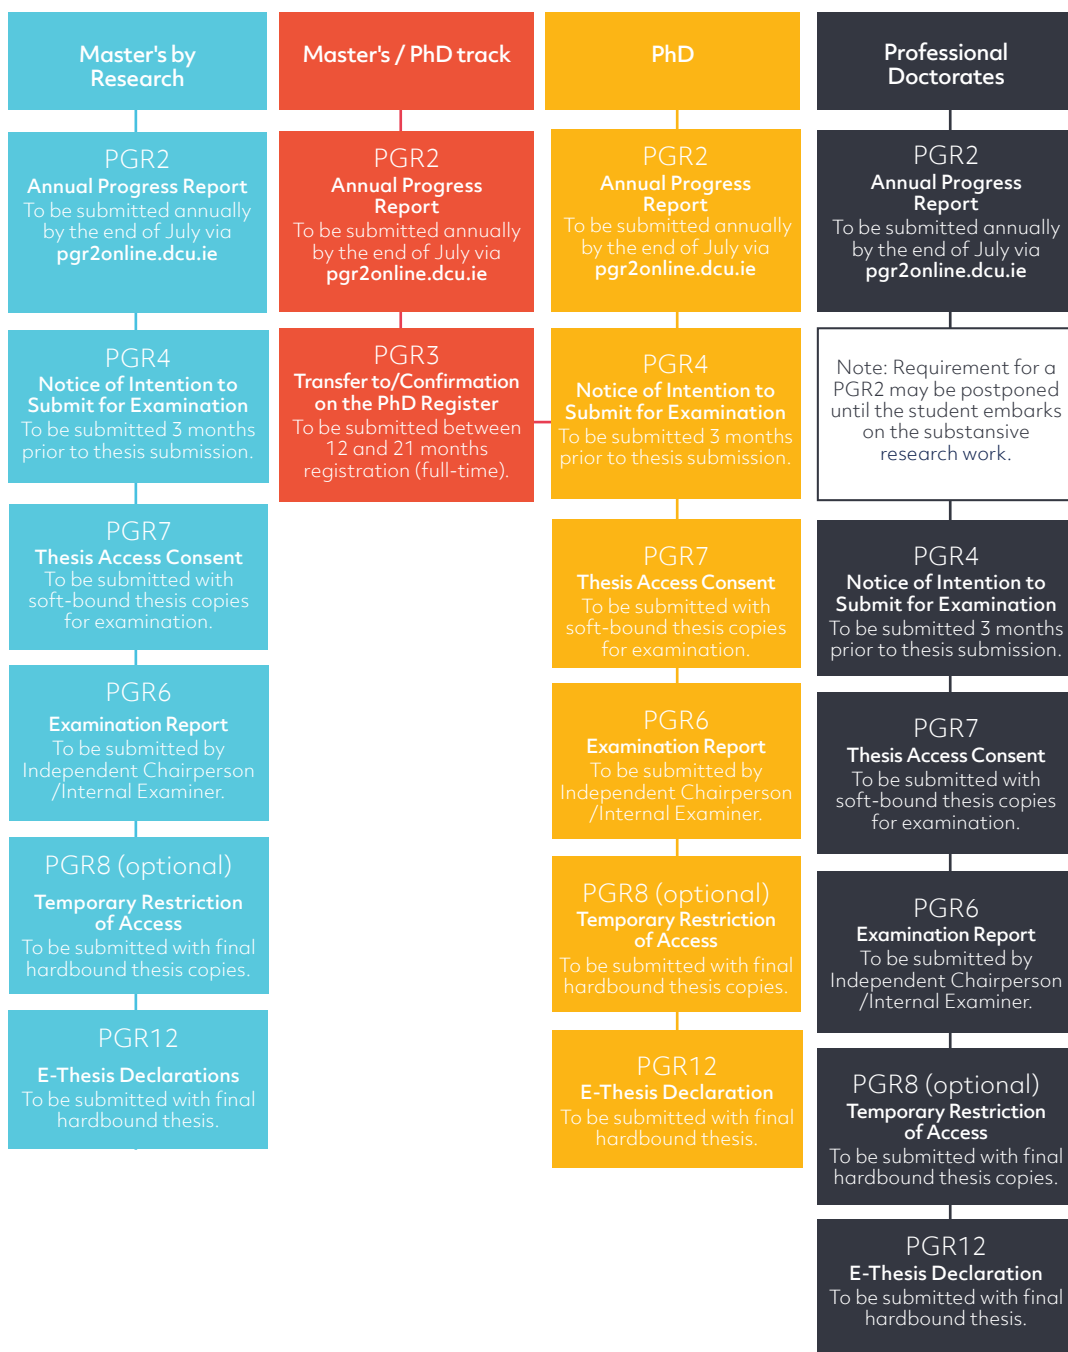 Master's by
Research
PGR2
Annual Progress Report
To be submitted annually
by the end of July via
pgr2online.dcu.ie
PGR4
Notice of Intention to
Submit for Examination
To be submitted 3 months
prior to thesis submission.
PGR7
Thesis Access Consent
To be submitted with
soft-bound thesis copies
for examination.
PGR6
Examination Report
To be submitted by
Independent Chairperson
/Internal Examiner.
PGR8 (optional)
Temporary Restriction
of Access
To be submitted with final
hardbound thesis copies.
PGR12
E-Thesis Declarations
To be submitted with final
hardbound thesis.
Master's / PhD track
PGR2
Annual Progress
Report
To be submitted annually
by the end of July via
pgr2online.dcu.ie
PGR3
Transfer to/Confirmation
on the PhD Register
To be submitted between
12 and 21 months
registration (full-time).
PhD
PGR2
Annual Progress
Report
To be submitted annually
by the end of July via
pgr2online.dcu.ie
PGR4
Notice of Intention to
Submit for Examination
To be submitted 3 months
prior to thesis submission.
PGR7
Thesis Access Consent
To be submitted with
soft-bound thesis copies
for examination.
PGR6
Examination Report
To be submitted by
Independent Chairperson
/Internal Examiner.
PGR8 (optional)
Temporary Restriction
of Access
To be submitted with final
hardbound thesis copies.
PGR12
E-Thesis Declaration
To be submitted with final
hardbound thesis.
Professional
Doctorates
PGR2
Annual Progress
Report
To be submitted annually
by the end of July via
pgr2online.dcu.ie
Note: Requirement for a
PGR2 may be postponed
until the student embarks
on the substansive
research work.
PGR4
Notice of Intention to
Submit for Examination
To be submitted 3 months
prior to thesis submission.
PGR7
Thesis Access Consent
To be submitted with
soft-bound thesis copies
for examination.
PGR6
Examination Report
To be submitted by
Independent Chairperson
/Internal Examiner.
PGR8 (optional)
Temporary Restriction
of Access
To be submitted with final
hardbound thesis copies.
PGR12
E-Thesis Declaration
To be submitted with final
hardbound thesis.